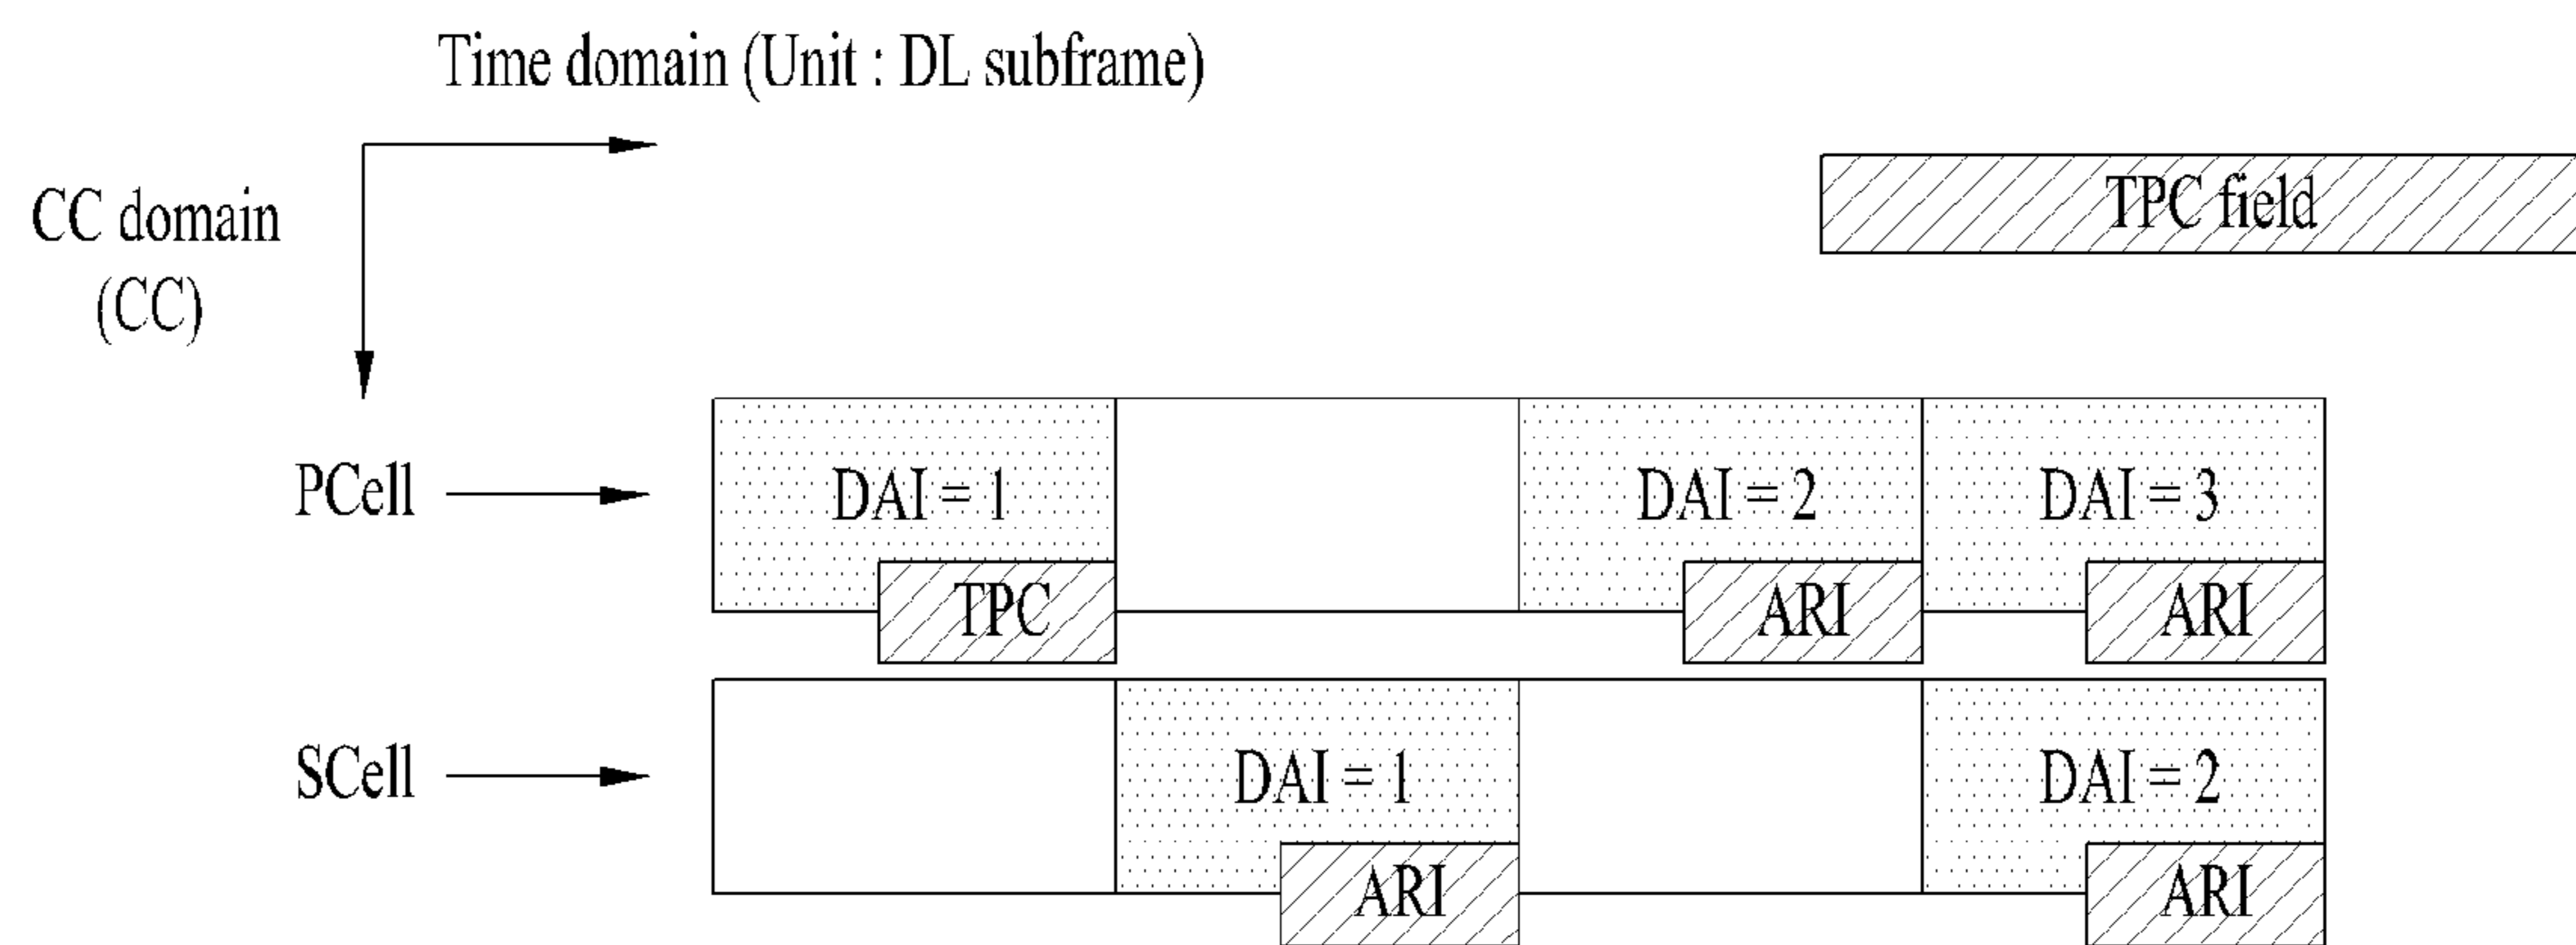 Time domain (Unit : DL subframe)
CC domain
(CC)
TPC field
PCell
DAI = 1
DAI = 2
DAI = 3
TPC
ARI
ARI
SCell
DAI = 1
DAI = 2
ARI
ARI